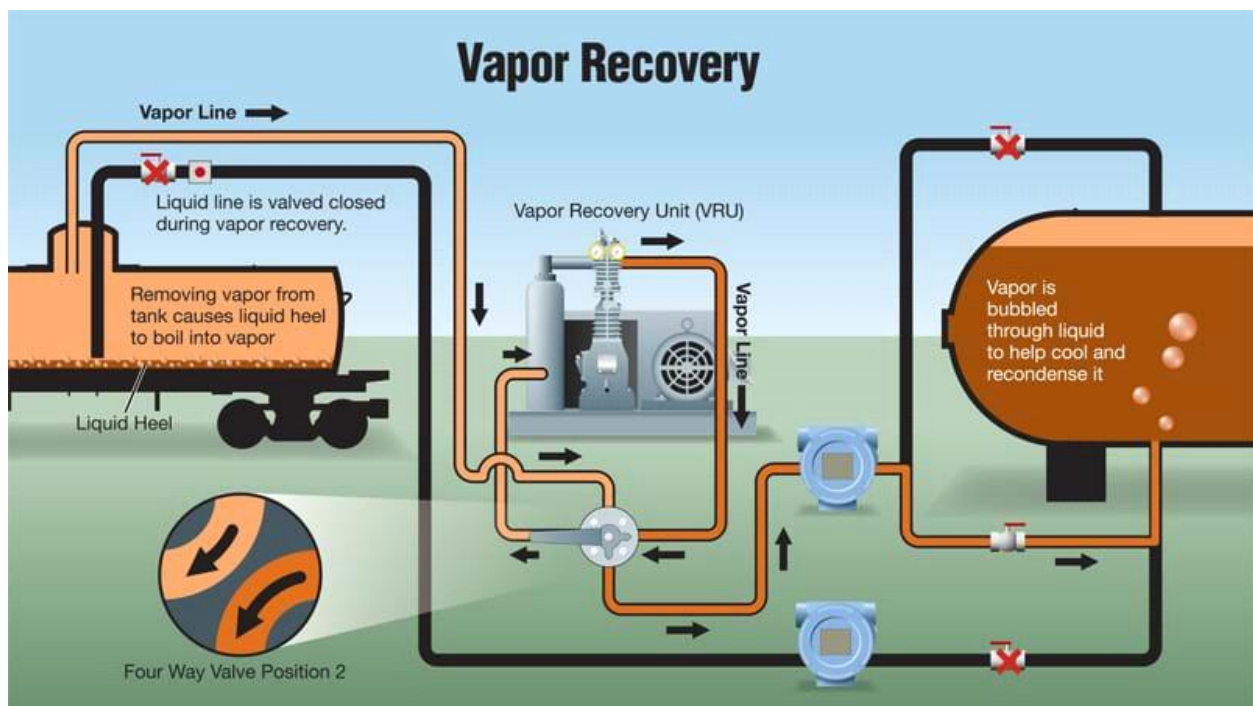 Vapor Recovery
Vapor Line
Liquid line is valved closed
during vapor recovery.
Vapor Recovery Unit (VRU)
Removing vapor from
tank causes liquid heel
to boil into vapor
Vapor Line
Vapor is
bubbled
through liquid
to help cool and
recondense it
Liquid Heel
Four Way Valve Position 2